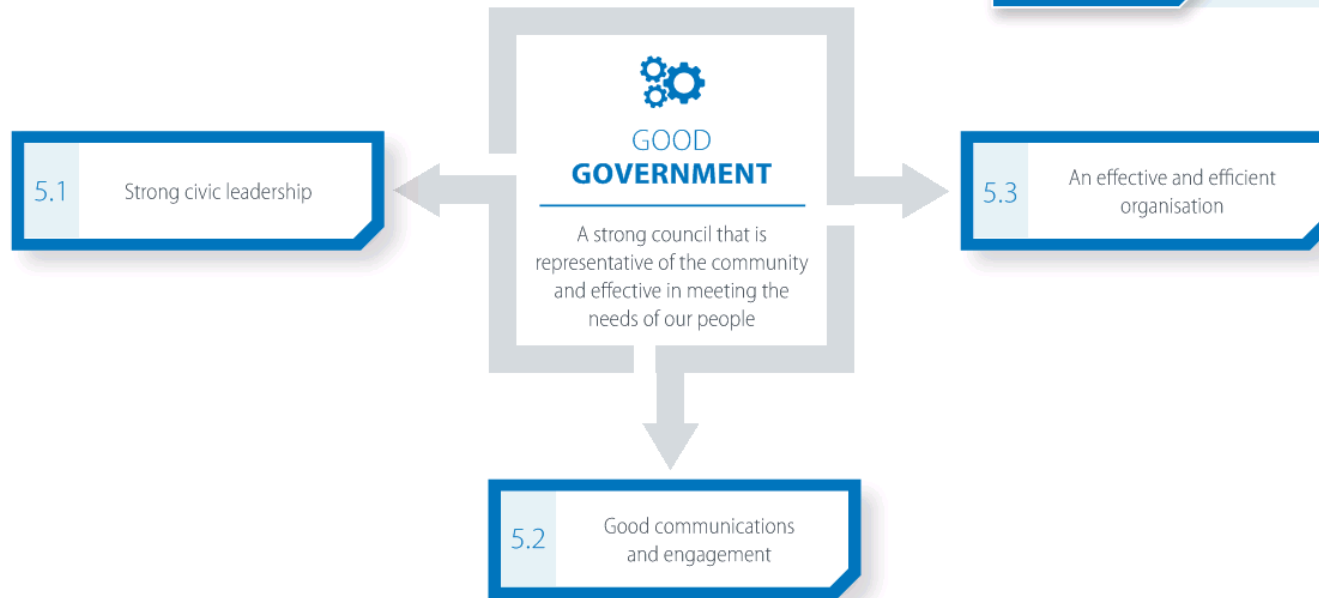 GOOD
GOVERNMENT
A strong council that is
representative of the community
and effective in meeting the
needs of our people
5.1
Strong civic leadership
5.3
An effective and efficient
organisation
5.2
Good communications
and engagement